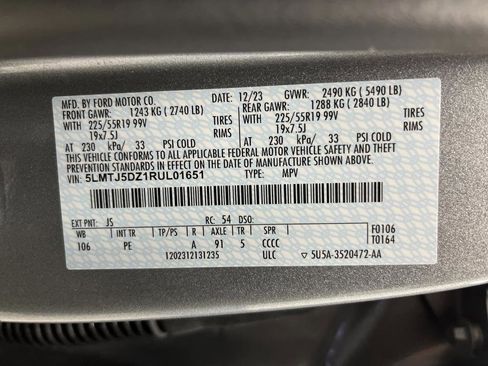 MFD. BY FORD MOTOR CO. DATE: 12/23 GVWR: 2490 KG ( 5490 LB)
FRONT GAWR: 1243 KG ( 2740 LB) REAR GAWR: 1288 KG ( 2840 LB)
WITH 225/55R19 99V TIRES WITH 225/55R19 99V TIRES
19x7.5J RIMS 19x7.5J RIMS
AT 230 kPa/ 33 PSI COLD AT 230 kPa/ 33 PSI COLD
THIS VEHICLE CONFORMS TO ALL APPLICABLE FEDERAL MOTOR VEHICLE SAFETY AND THEFT
PREVENTION STANDARDS IN EFFECT ON THE DATE OF MANUFACTURE SHOWN ABOVE.
VIN: 5LMTJ5DZ1RUL01651 TYPE: MPV
EXT PNT: JS RC: 54 DSO:
WB INT TR TP/PS R AX TR SPR F0106
106 PE A 91 5 CCCC T0164
1202312131235 ULC ▽ 5U5A-3520472-AA